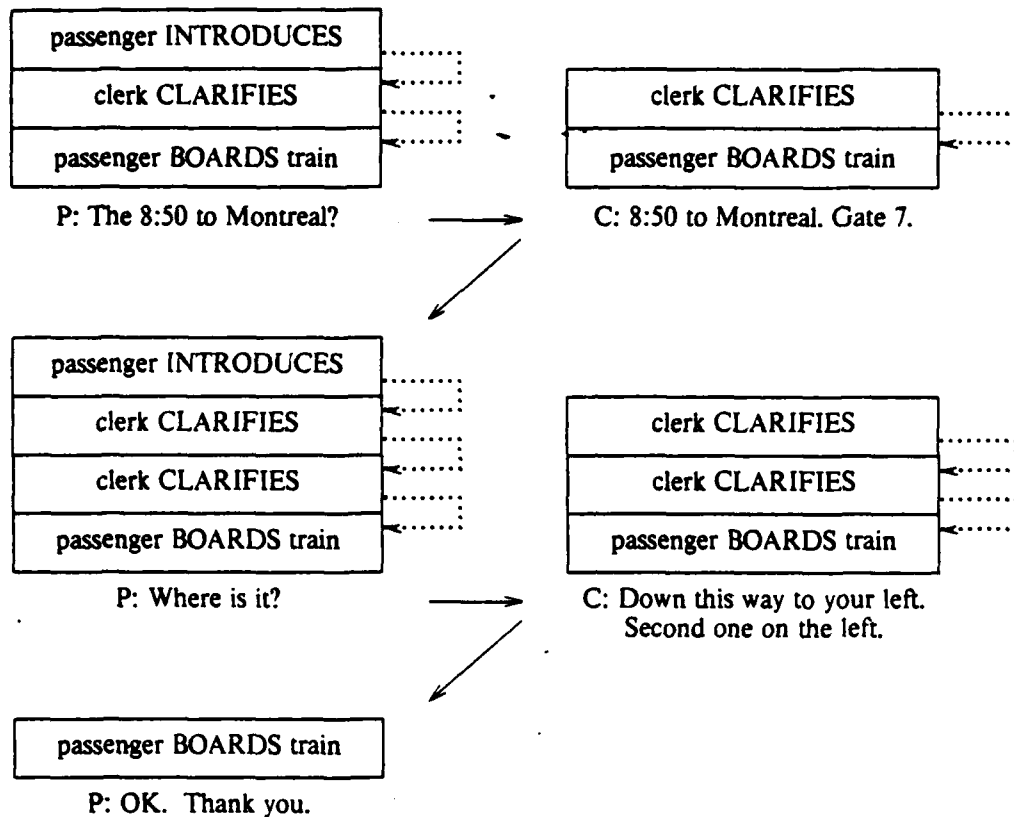 passenger INTRODUCES
clerk CLARIFIES
passenger BOARDS train
P: The 8:50 to Montreal?
clerk CLARIFIES
passenger BOARDS train
C: 8:50 to Montreal. Gate 7.
passenger INTRODUCES
clerk CLARIFIES
clerk CLARIFIES
passenger BOARDS train
P: Where is it?
clerk CLARIFIES
clerk CLARIFIES
passenger BOARDS train
C: Down this way to your left.
Second one on the left.
passenger BOARDS train
P: OK. Thank you.